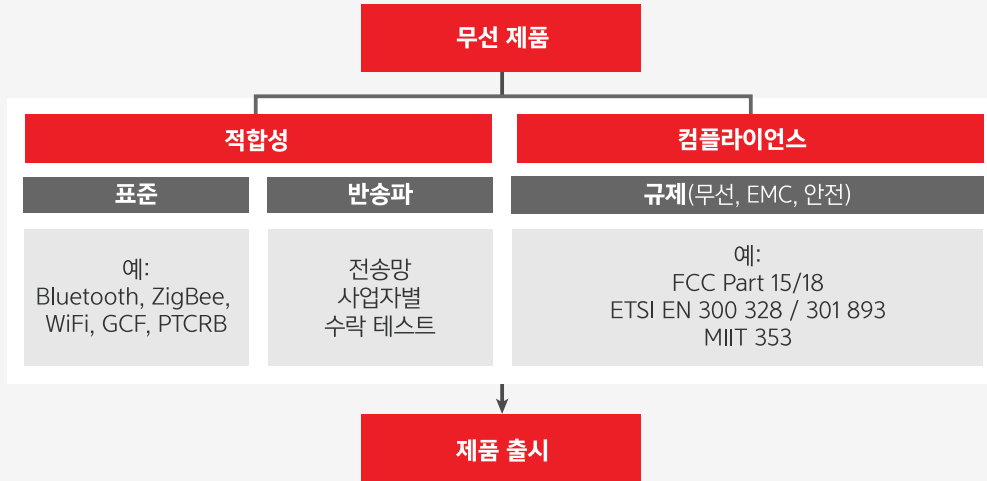 무선 제품
적합성
컴플라이언스
표준
반송파
규제(무선, EMC, 안전)
예:
Bluetooth, ZigBee,
WiFi, GCF, PTCRB
전송망
사업자별
수락 테스트
예:
FCC Part 15/18
ETSI EN 300 328 / 301 893
MIIT 353
제품 출시